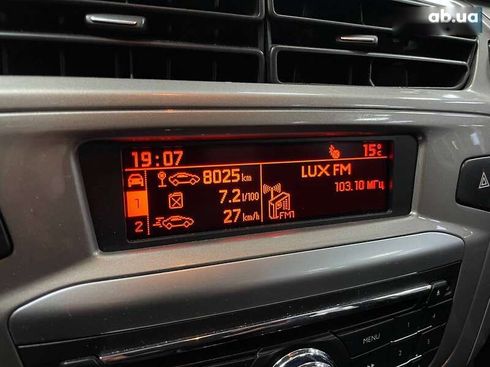 ab.ua
19:07
15°C
8025 km
LUX FM
1
7.2 l/100
103.10 МГц
2
27 km/h
FM1
MENU